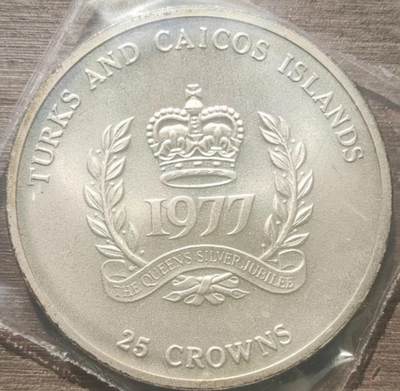 TURKS AND CAICOS ISLANDS
1977
THE QUEEN'S SILVER JUBILEE
25 CROWNS